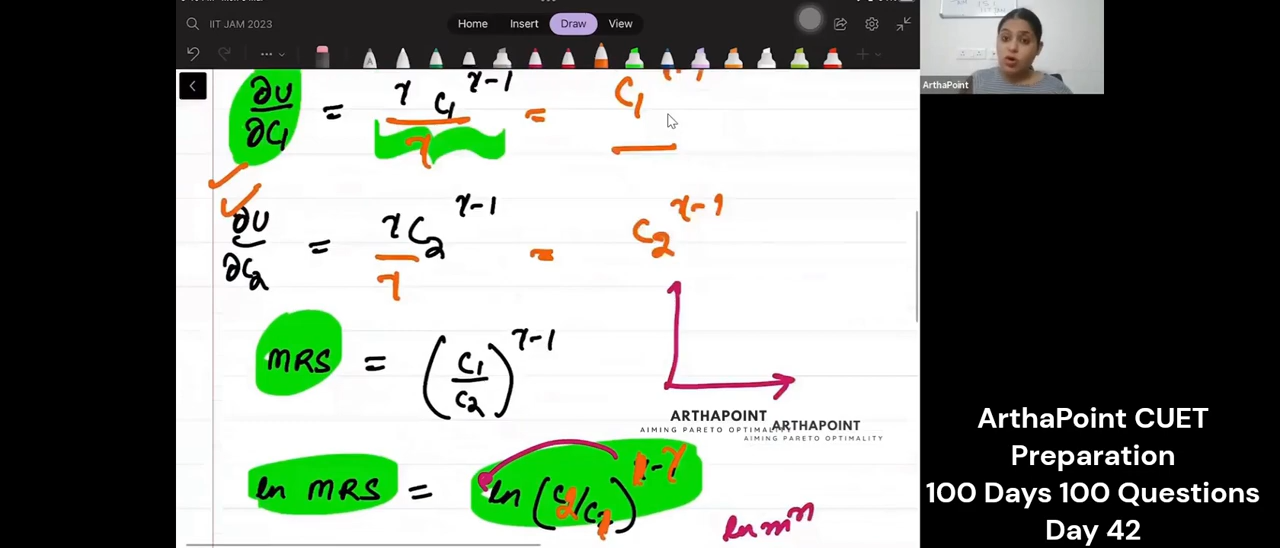 IIT JAM 2023
Home Insert Draw View
ArthaPoint
∂U/∂C1 = γ C1^γ-1 / γ = C1^γ-1
∂U/∂C2 = γ C2^γ-1 / γ = C2^γ-1
MRS = (C1/C2)^γ-1
ARTHAPOINT
AIMING PARETO OPTIMALITY
ARTHAPOINT
AIMING PARETO OPTIMALITY
ln MRS = ln (C2/C1)^1-γ
ln m^n
ArthaPoint CUET
Preparation
100 Days 100 Questions
Day 42